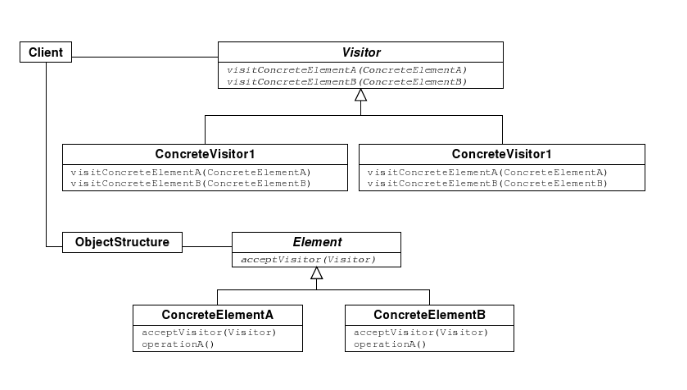 Client
Visitor
visitConcreteElementA(ConcreteElementA)
visitConcreteElementB(ConcreteElementB)
ConcreteVisitor1
visitConcreteElementA(ConcreteElementA)
visitConcreteElementB(ConcreteElementB)
ConcreteVisitor1
visitConcreteElementA(ConcreteElementA)
visitConcreteElementB(ConcreteElementB)
ObjectStructure
Element
acceptVisitor(Visitor)
ConcreteElementA
acceptVisitor(Visitor)
operationA()
ConcreteElementB
acceptVisitor(Visitor)
operationA()